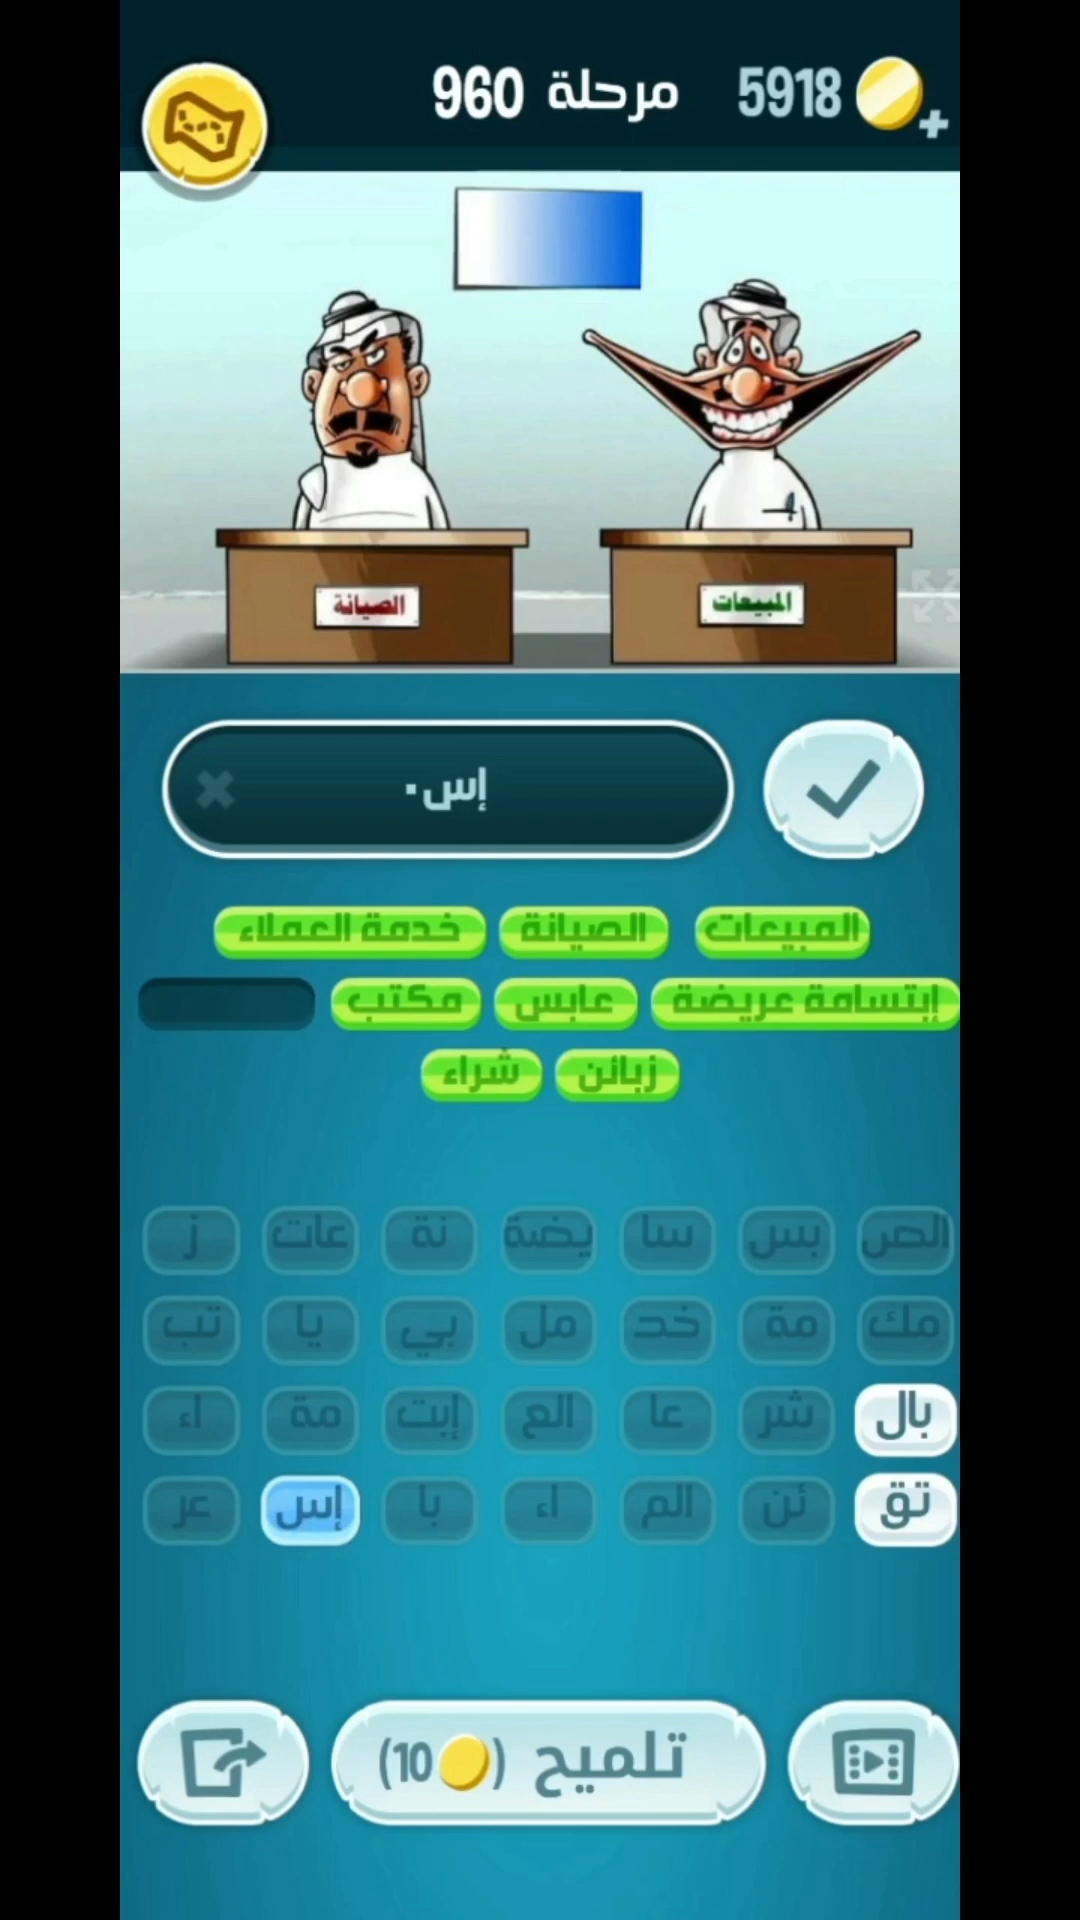 مرحلة 960 5918
الصيانة المبيعات
إس
المبيعات الصيانة خدمة العملاء
إبتسامة عريضة عابس مكتب
زبائن شراء
الص بس سا يضة نة عات ز
مك مة خد مل بي يا تب
بال شر عا الع إبت مة اء
تق ئن الم اء با إس عر
تلميح (10)